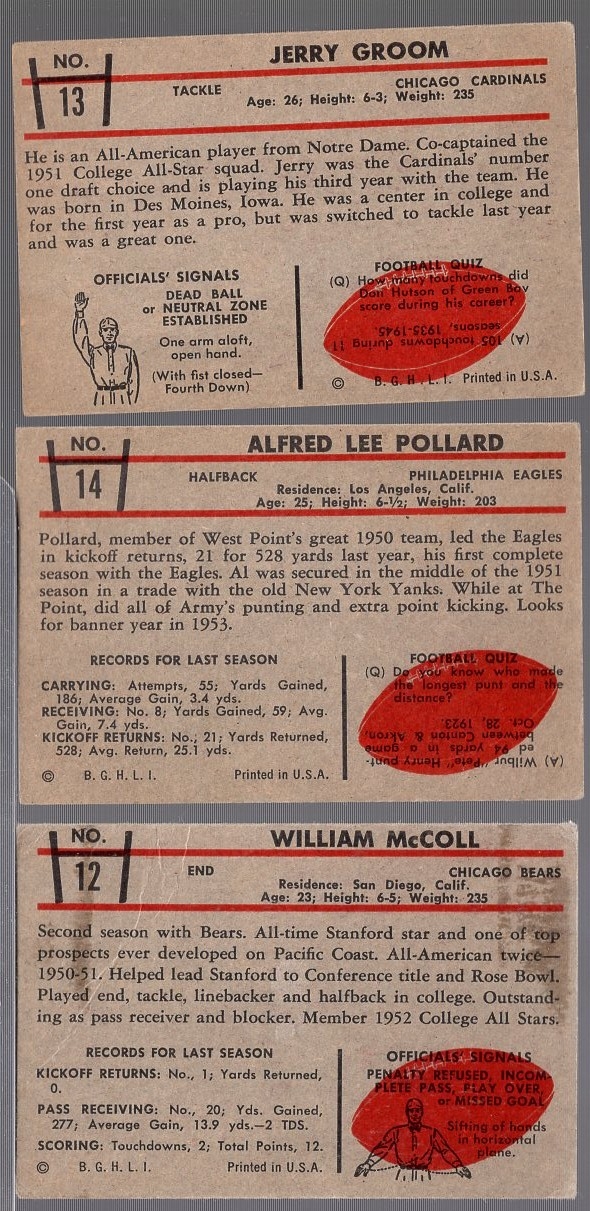 NO.
13
JERRY GROOM
TACKLE
CHICAGO CARDINALS
Age: 26; Height: 6-3; Weight: 235
He is an All-American player from Notre Dame. Co-captained the
1951 College All-Star squad. Jerry was the Cardinals' number
one draft choice and is playing his third year with the team. He
was born in Des Moines, Iowa. He was a center in college and
for the first year as a pro, but was switched to tackle last year
and was a great one.
OFFICIALS' SIGNALS
DEAD BALL
or NEUTRAL ZONE
ESTABLISHED
One arm aloft,
open hand.
(With fist closed—
Fourth Down)
FOOTBALL QUIZ
(Q) How many touchdowns did
Don Hutson of Green Bay
score during his career?
(A) 105 touchdowns during 11
seasons, 1935-1945.
© B. G. H. L. I. Printed in U.S.A.
NO.
14
ALFRED LEE POLLARD
HALFBACK
PHILADELPHIA EAGLES
Residence: Los Angeles, Calif.
Age: 25; Height: 6-½; Weight: 203
Pollard, member of West Point's great 1950 team, led the Eagles
in kickoff returns, 21 for 528 yards last year, his first complete
season with the Eagles. Al was secured in the middle of the 1951
season in a trade with the old New York Yanks. While at The
Point, did all of Army's punting and extra point kicking. Looks
for banner year in 1953.
RECORDS FOR LAST SEASON
CARRYING: Attempts, 55; Yards Gained,
186; Average Gain, 3.4 yds.
RECEIVING: No. 8; Yards Gained, 59; Avg.
Gain, 7.4 yds.
KICKOFF RETURNS: No., 21; Yards Returned,
528; Avg. Return, 25.1 yds.
© B. G. H. L. I. Printed in U.S.A.
FOOTBALL QUIZ
(Q) Do you know who made
the longest punt and the
distance?
(A) Wilbur "Pete" Henry punt-
ed 94 yards in a game
between Canton & Akron,
Oct. 28, 1923.
NO.
12
WILLIAM McCOLL
END
CHICAGO BEARS
Residence: San Diego, Calif.
Age: 23; Height: 6-5; Weight: 235
Second season with Bears. All-time Stanford star and one of top
prospects ever developed on Pacific Coast. All-American twice—
1950-51. Helped lead Stanford to Conference title and Rose Bowl.
Played end, tackle, linebacker and halfback in college. Outstand-
ing as pass receiver and blocker. Member 1952 College All Stars.
RECORDS FOR LAST SEASON
KICKOFF RETURNS: No., 1; Yards Returned,
0.
PASS RECEIVING: No., 20; Yds. Gained,
277; Average Gain, 13.9 yds.—2 TDS.
SCORING: Touchdowns, 2; Total Points, 12.
© B. G. H. L. I. Printed in U.S.A.
OFFICIALS' SIGNALS
PENALTY REFUSED, INCOM-
PLETE PASS, PLAY OVER,
or MISSED GOAL
Sifting of hands
in horizontal
plane.